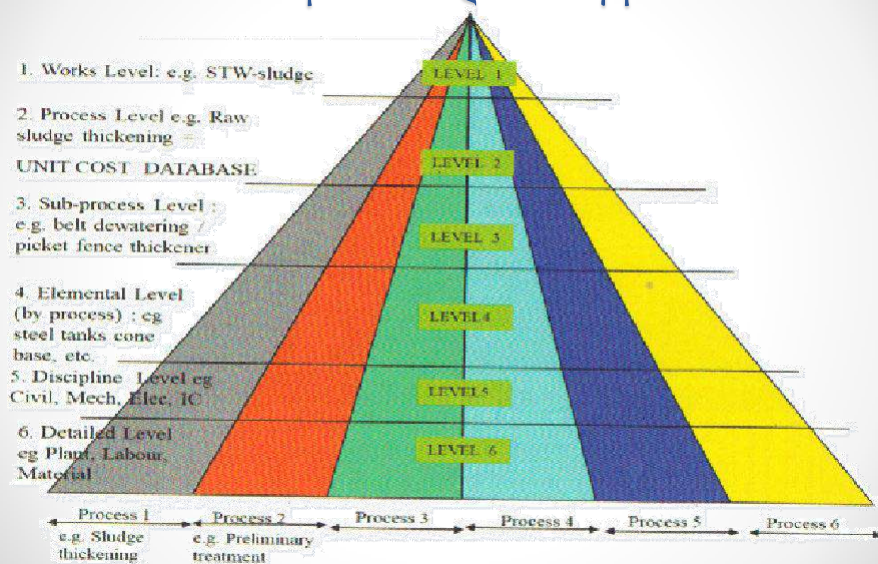 1. Works Level: e.g. STW-sludge
2. Process Level e.g. Raw
sludge thickening =
UNIT COST DATABASE
3. Sub-process Level :
e.g. belt dewatering /
picket fence thickener
4. Elemental Level
(by process) : eg
steel tanks cone
base, etc.
5. Discipline Level eg
Civil, Mech, Elec, IC
6. Detailed Level
eg Plant, Labour,
Material
LEVEL 1
LEVEL 2
LEVEL 3
LEVEL4
LEVEL5
LEVEL 6
Process 1
e.g. Sludge
thickening
Process 2
e.g. Preliminary
treatment
Process 3
Process 4
Process 5
Process 6